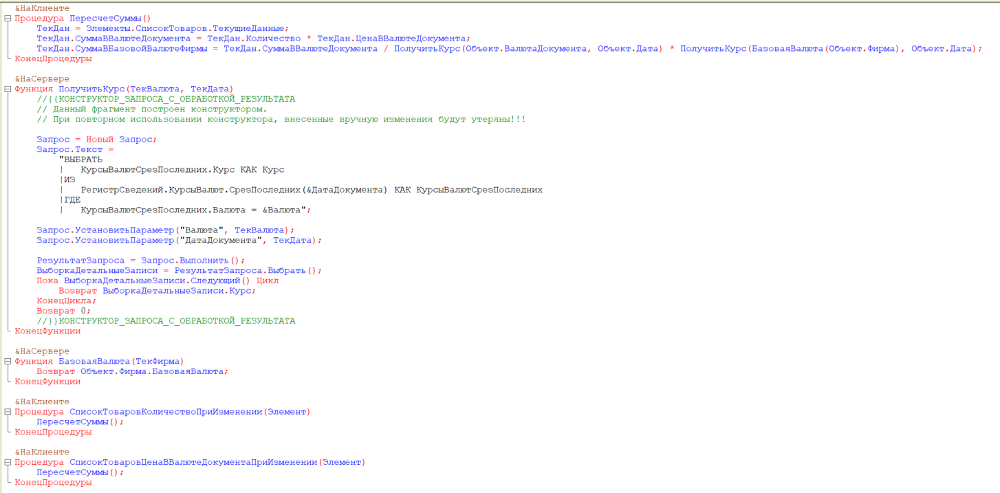 &НаКлиенте
Процедура ПересчетСуммы()
ТекДан = Элементы.СписокТоваров.ТекущиеДанные;
ТекДан.СуммаВВалютеДокумента = ТекДан.Количество * ТекДан.ЦенаВВалютеДокумента;
ТекДан.СуммаВБазовойВалютеФирмы = ТекДан.СуммаВВалютеДокумента / ПолучитьКурс(Объект.ВалютаДокумента, Объект.Дата) * ПолучитьКурс(БазоваяВалюта(Объект.Фирма), Объект.Дата);
КонецПроцедуры
&НаСервере
Функция ПолучитьКурс(ТекВалюта, ТекДата)
//{{КОНСТРУКТОР_ЗАПРОСА_С_ОБРАБОТКОЙ_РЕЗУЛЬТАТА
// Данный фрагмент построен конструктором.
// При повторном использовании конструктора, внесенные вручную изменения будут утеряны!!!
Запрос = Новый Запрос;
Запрос.Текст =
"ВЫБРАТЬ
|   КурсыВалютСрезПоследних.Курс КАК Курс
|ИЗ
|   РегистрСведений.КурсыВалют.СрезПоследних(&ДатаДокумента) КАК КурсыВалютСрезПоследних
|ГДЕ
|   КурсыВалютСрезПоследних.Валюта = &Валюта";
Запрос.УстановитьПараметр("Валюта", ТекВалюта);
Запрос.УстановитьПараметр("ДатаДокумента", ТекДата);
РезультатЗапроса = Запрос.Выполнить();
ВыборкаДетальныеЗаписи = РезультатЗапроса.Выбрать();
Пока ВыборкаДетальныеЗаписи.Следующий() Цикл
Возврат ВыборкаДетальныеЗаписи.Курс;
КонецЦикла;
Возврат 0;
//}}КОНСТРУКТОР_ЗАПРОСА_С_ОБРАБОТКОЙ_РЕЗУЛЬТАТА
КонецФункции
&НаСервере
Функция БазоваяВалюта(ТекФирма)
Возврат Объект.Фирма.БазоваяВалюта;
КонецФункции
&НаКлиенте
Процедура СписокТоваровКоличествоПриИзменении(Элемент)
ПересчетСуммы();
КонецПроцедуры
&НаКлиенте
Процедура СписокТоваровЦенаВВалютеДокументаПриИзменении(Элемент)
ПересчетСуммы();
КонецПроцедуры